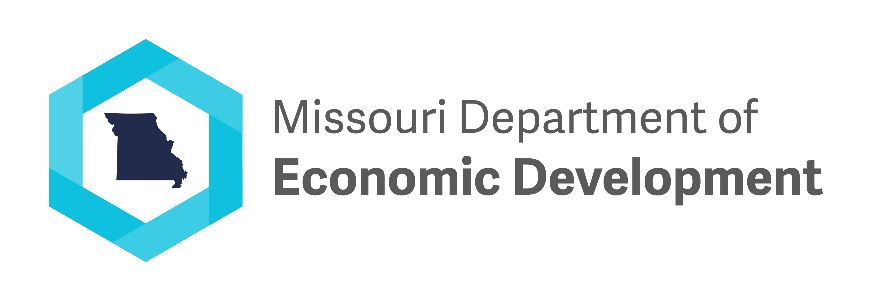 Missouri Department of
Economic Development